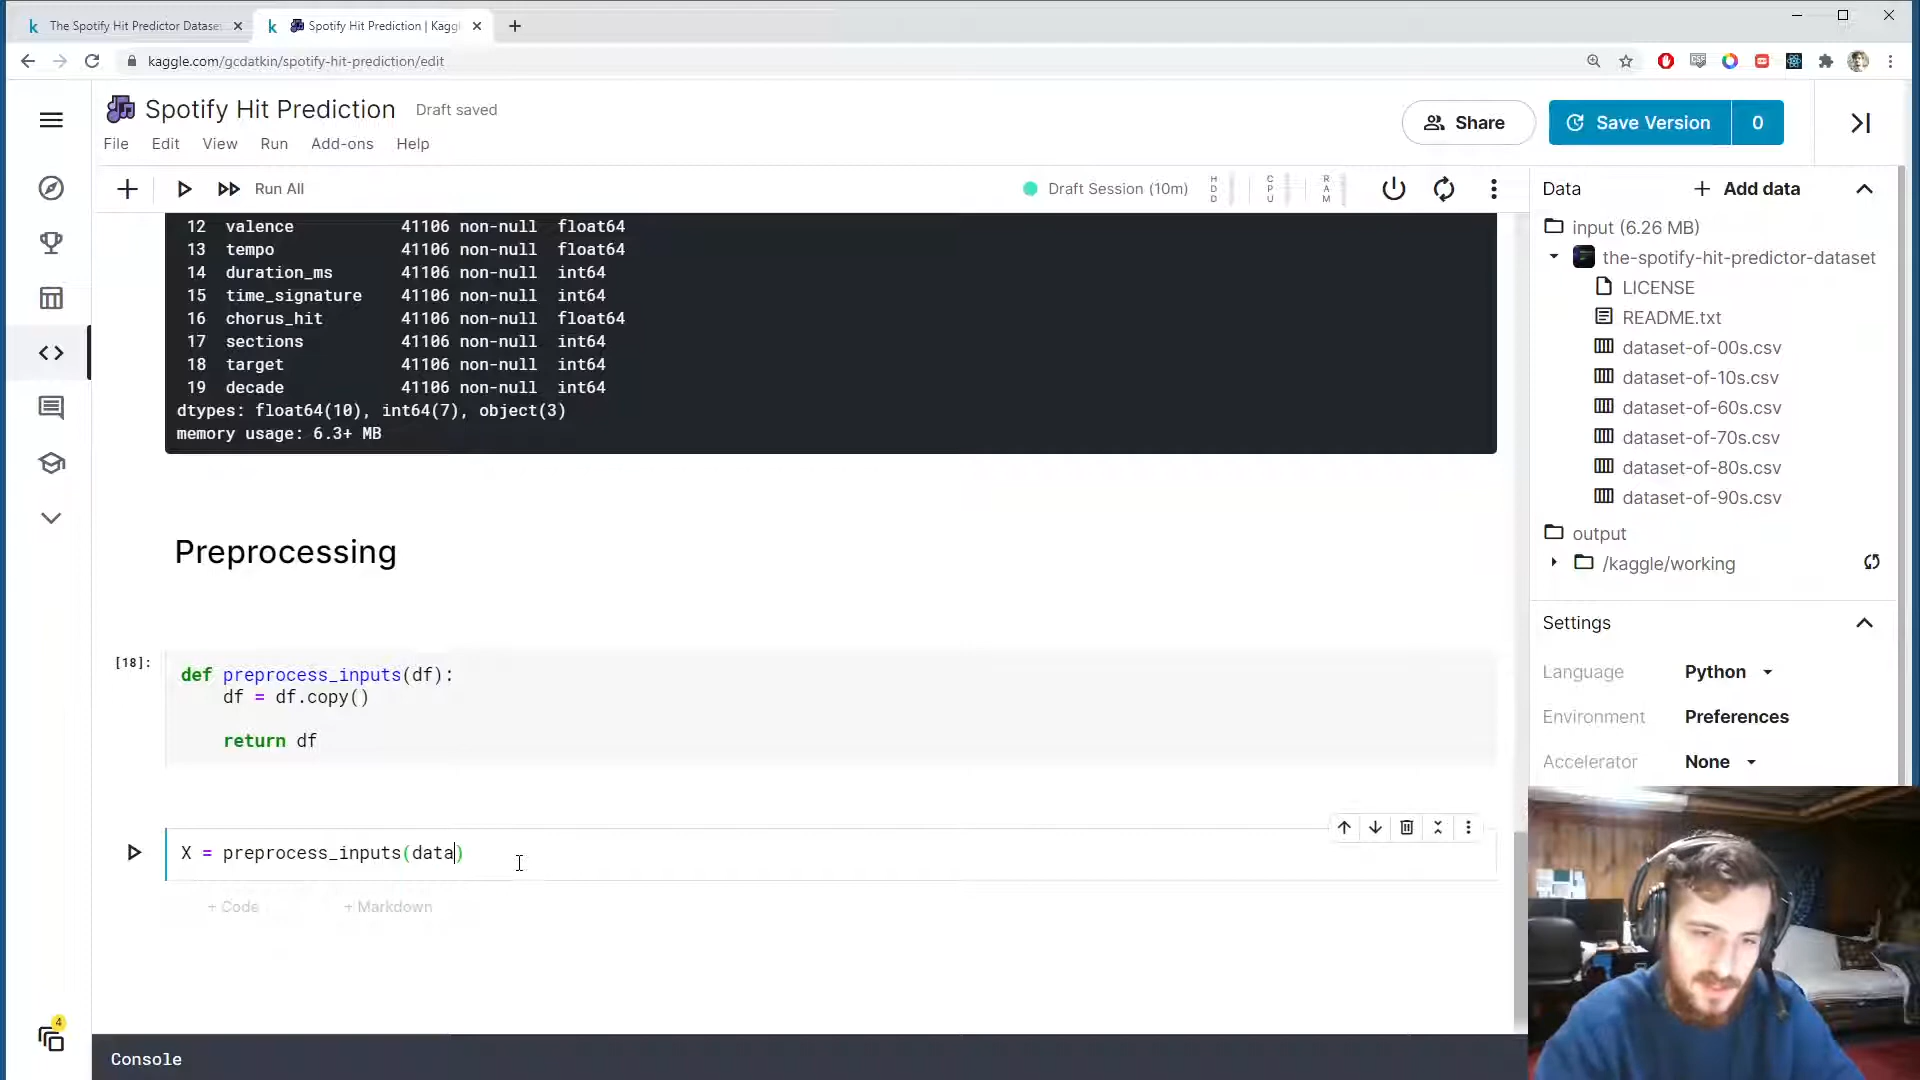 The Spotify Hit Predictor Datase
Spotify Hit Prediction | Kaggl
kaggle.com/gcdatkin/spotify-hit-prediction/edit
Spotify Hit Prediction
Draft saved
Share
Save Version
0
File Edit View Run Add-ons Help
Run All
Draft Session (10m)
HDD
CPU
RAM
12 valence 41106 non-null float64
13 tempo 41106 non-null float64
14 duration_ms 41106 non-null int64
15 time_signature 41106 non-null int64
16 chorus_hit 41106 non-null float64
17 sections 41106 non-null int64
18 target 41106 non-null int64
19 decade 41106 non-null int64
dtypes: float64(10), int64(7), object(3)
memory usage: 6.3+ MB
Preprocessing
[18]:
def preprocess_inputs(df):
df = df.copy()
return df
X = preprocess_inputs(data)
+ Code + Markdown
Console
4
Data
+ Add data
input (6.26 MB)
the-spotify-hit-predictor-dataset
LICENSE
README.txt
dataset-of-00s.csv
dataset-of-10s.csv
dataset-of-60s.csv
dataset-of-70s.csv
dataset-of-80s.csv
dataset-of-90s.csv
output
/kaggle/working
Settings
Language Python
Environment Preferences
Accelerator None